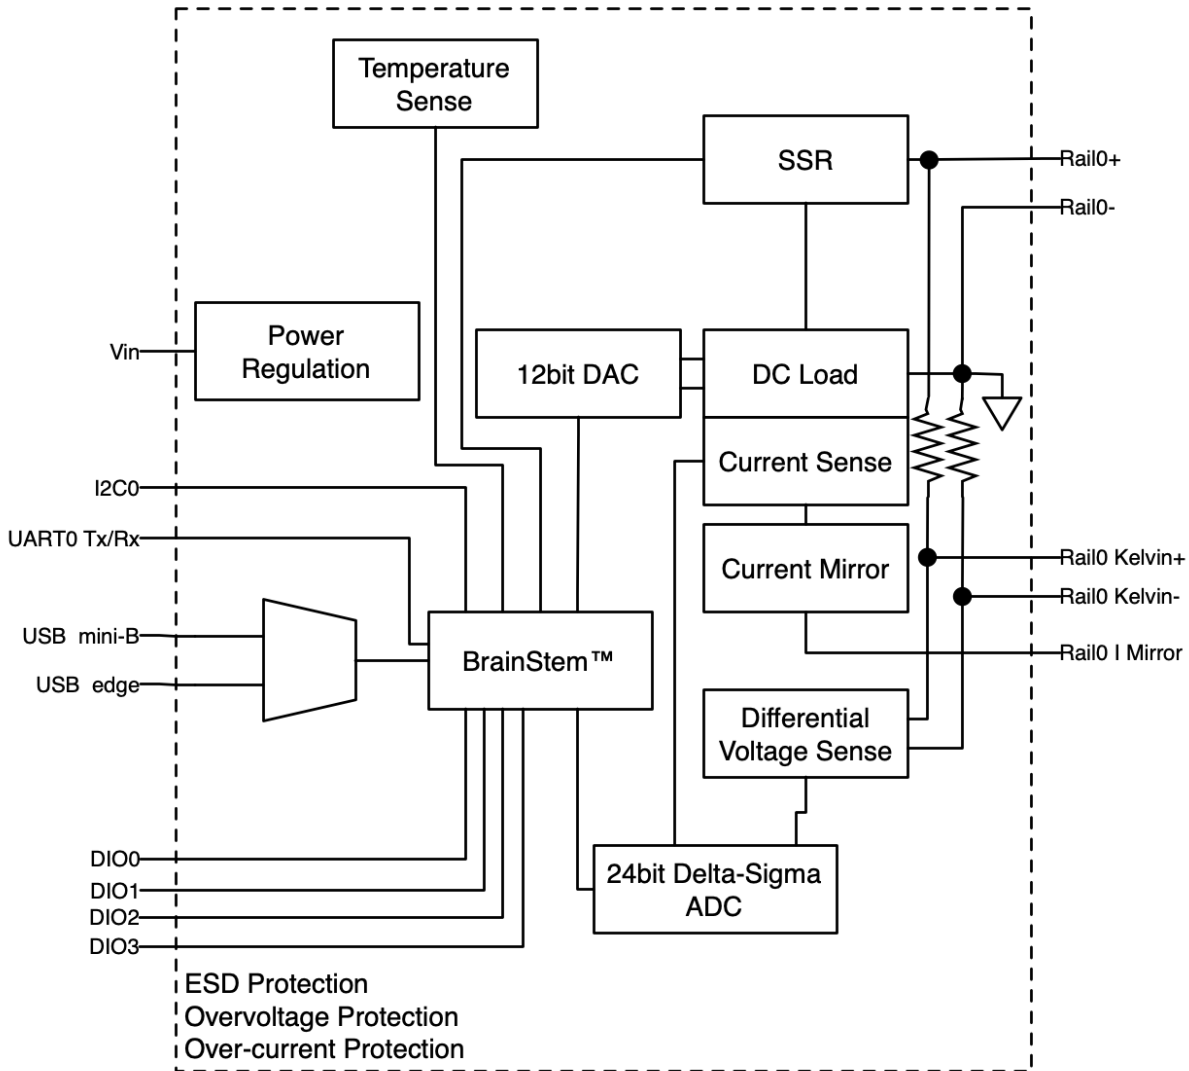 Temperature
Sense
SSR
Rail0+
Rail0-
Power
Regulation
Vin
12bit DAC
DC Load
Current Sense
I2C0
UART0 Tx/Rx
Current Mirror
Rail0 Kelvin+
Rail0 Kelvin-
USB mini-B
BrainStem™
Rail0 I Mirror
USB edge
Differential
Voltage Sense
DIO0
24bit Delta-Sigma
ADC
DIO1
DIO2
DIO3
ESD Protection
Overvoltage Protection
Over-current Protection